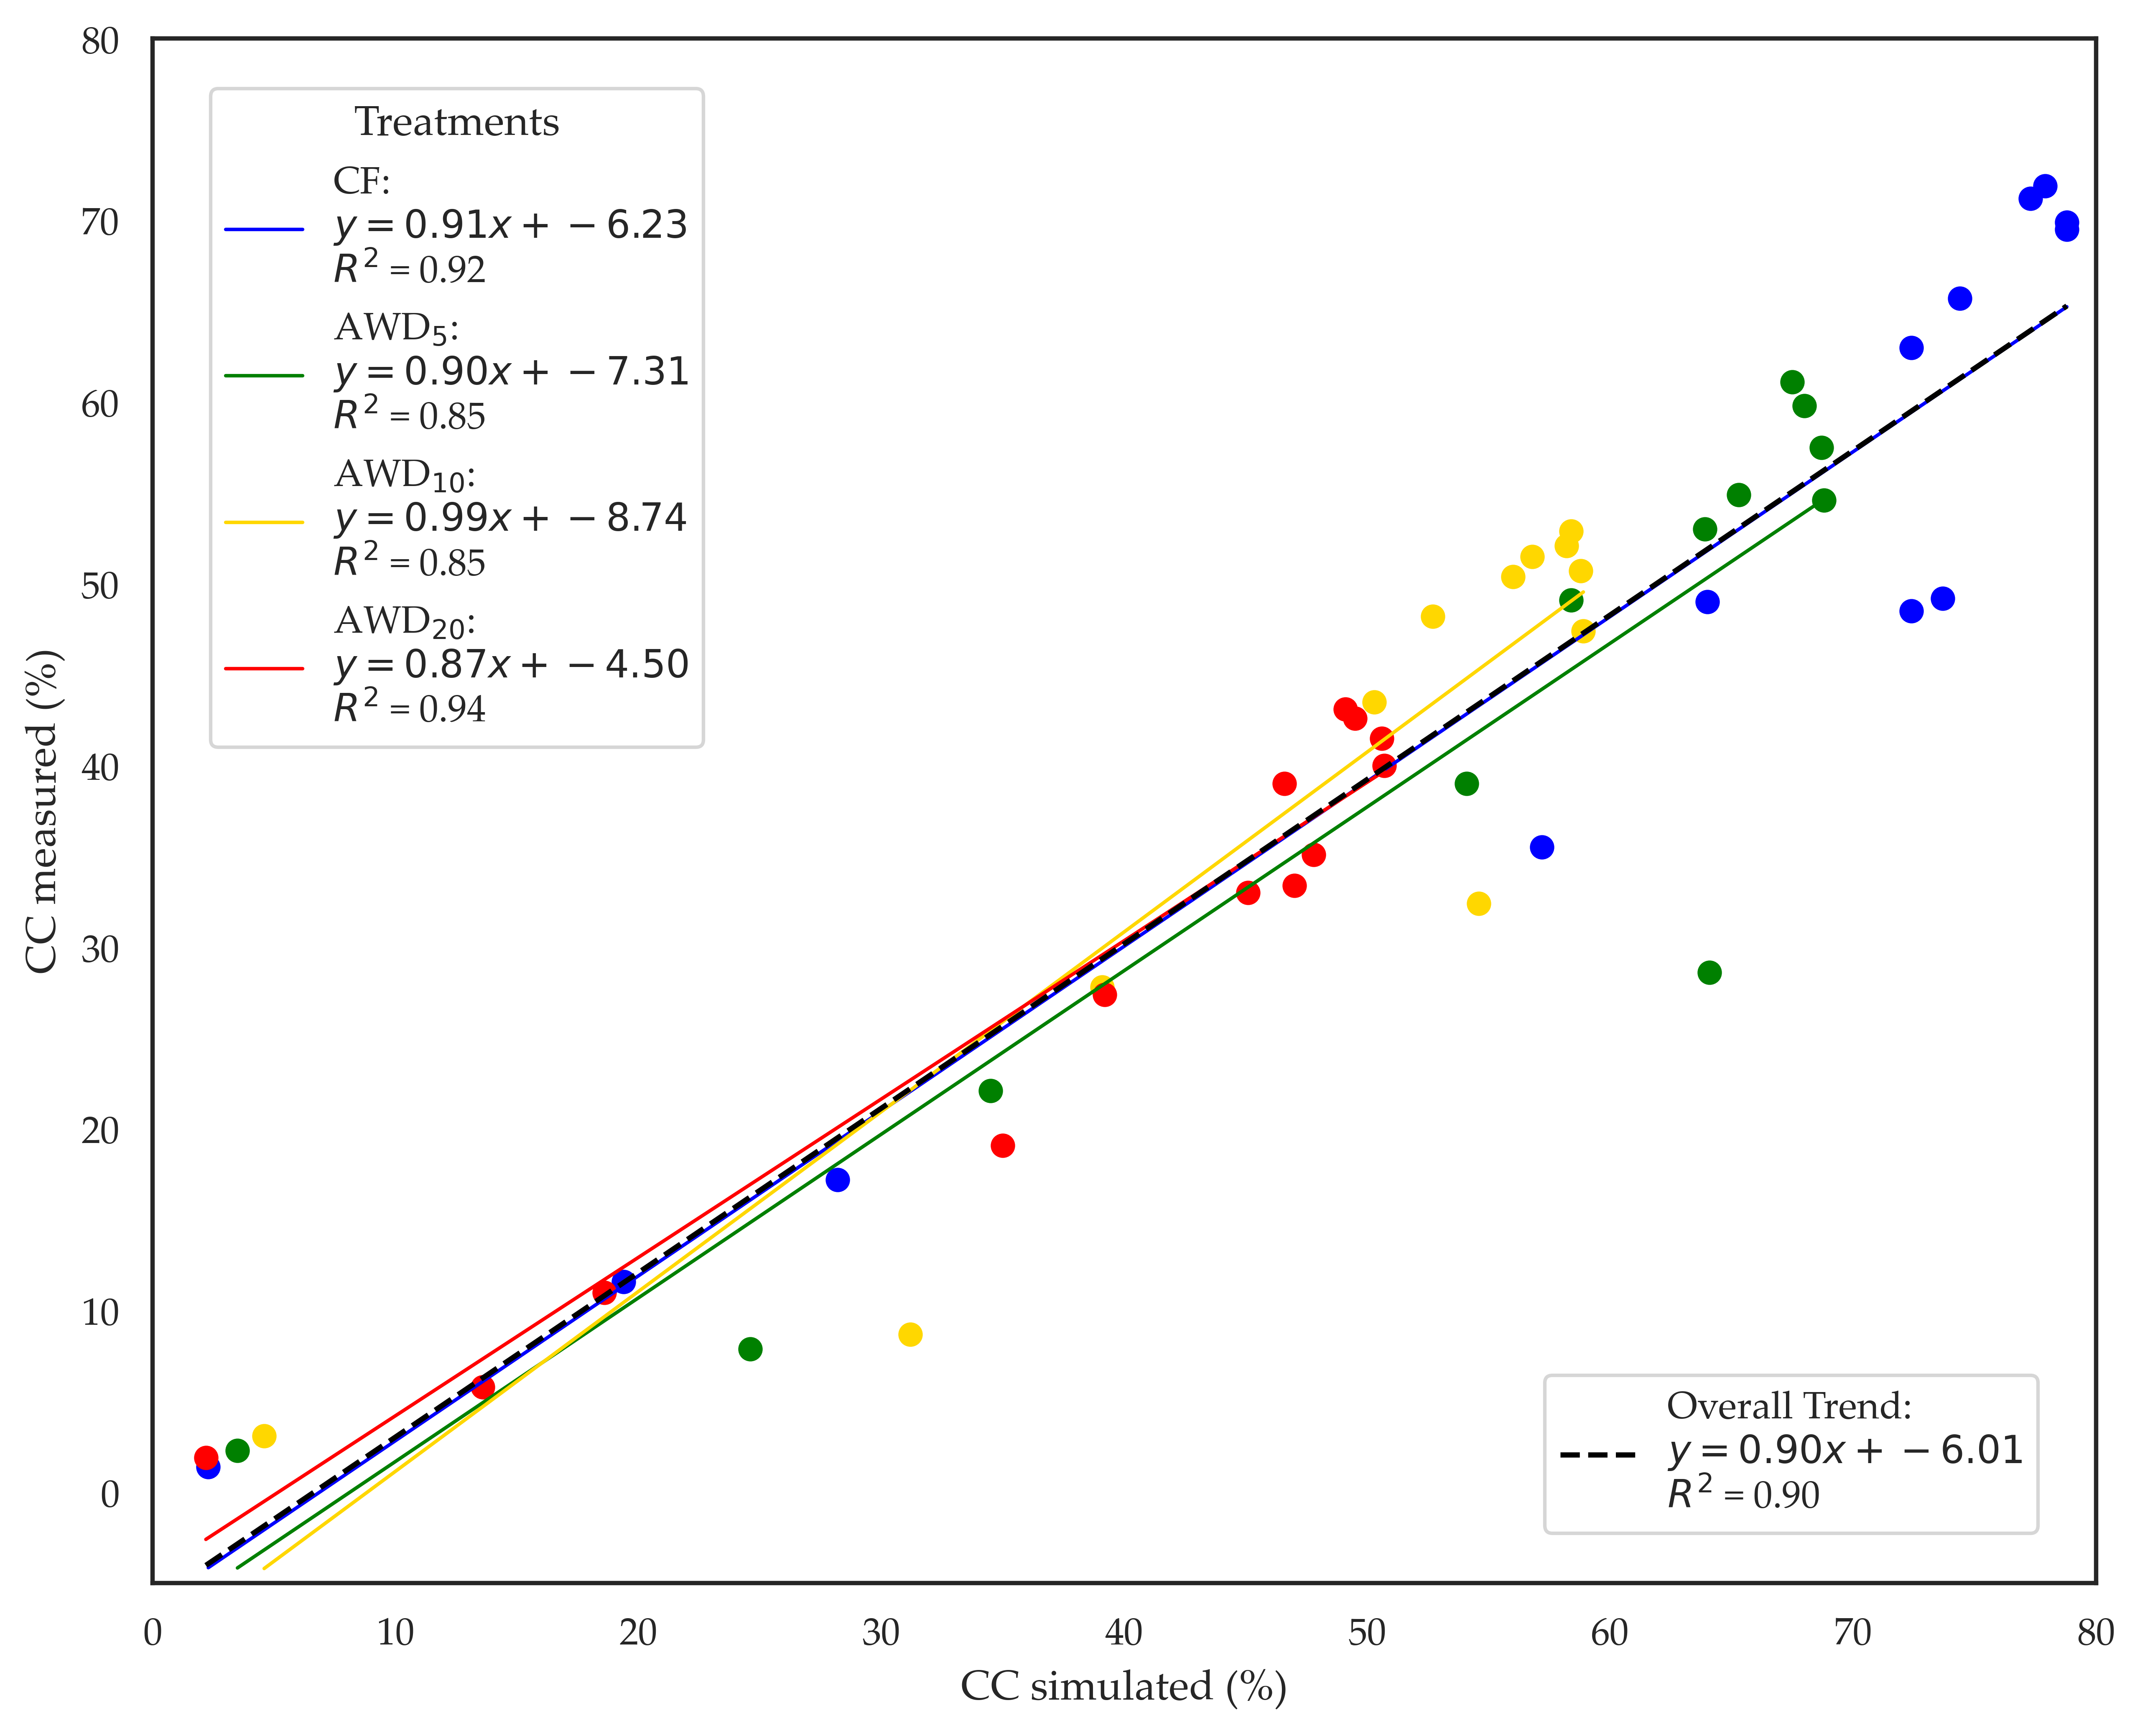 80
70
60
50
40
30
20
10
0
CC measured (%)
Treatments
CF:
y = 0.91x + − 6.23
R² = 0.92
AWD₅:
y = 0.90x + − 7.31
R² = 0.85
AWD₁₀:
y = 0.99x + − 8.74
R² = 0.85
AWD₂₀:
y = 0.87x + − 4.50
R² = 0.94
Overall Trend:
y = 0.90x + − 6.01
R² = 0.90
0 10 20 30 40 50 60 70 80
CC simulated (%)